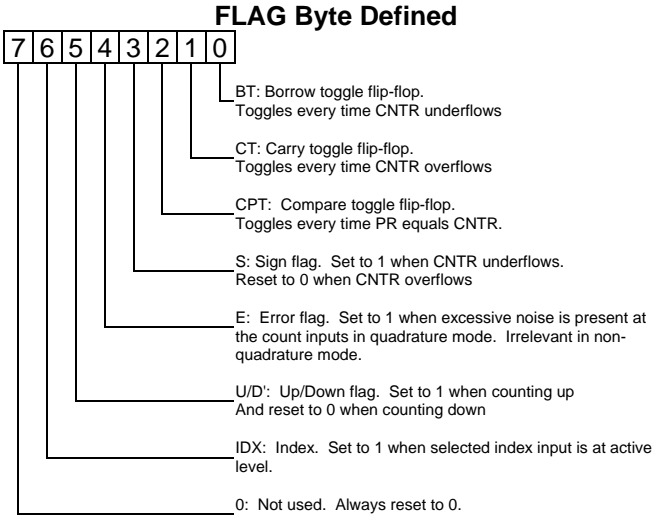 FLAG Byte Defined
7 6 5 4 3 2 1 0
BT: Borrow toggle flip-flop.
Toggles every time CNTR underflows
CT: Carry toggle flip-flop.
Toggles every time CNTR overflows
CPT: Compare toggle flip-flop.
Toggles every time PR equals CNTR.
S: Sign flag. Set to 1 when CNTR underflows.
Reset to 0 when CNTR overflows
E: Error flag. Set to 1 when excessive noise is present at
the count inputs in quadrature mode. Irrelevant in non-
quadrature mode.
U/D': Up/Down flag. Set to 1 when counting up
And reset to 0 when counting down
IDX: Index. Set to 1 when selected index input is at active
level.
0: Not used. Always reset to 0.